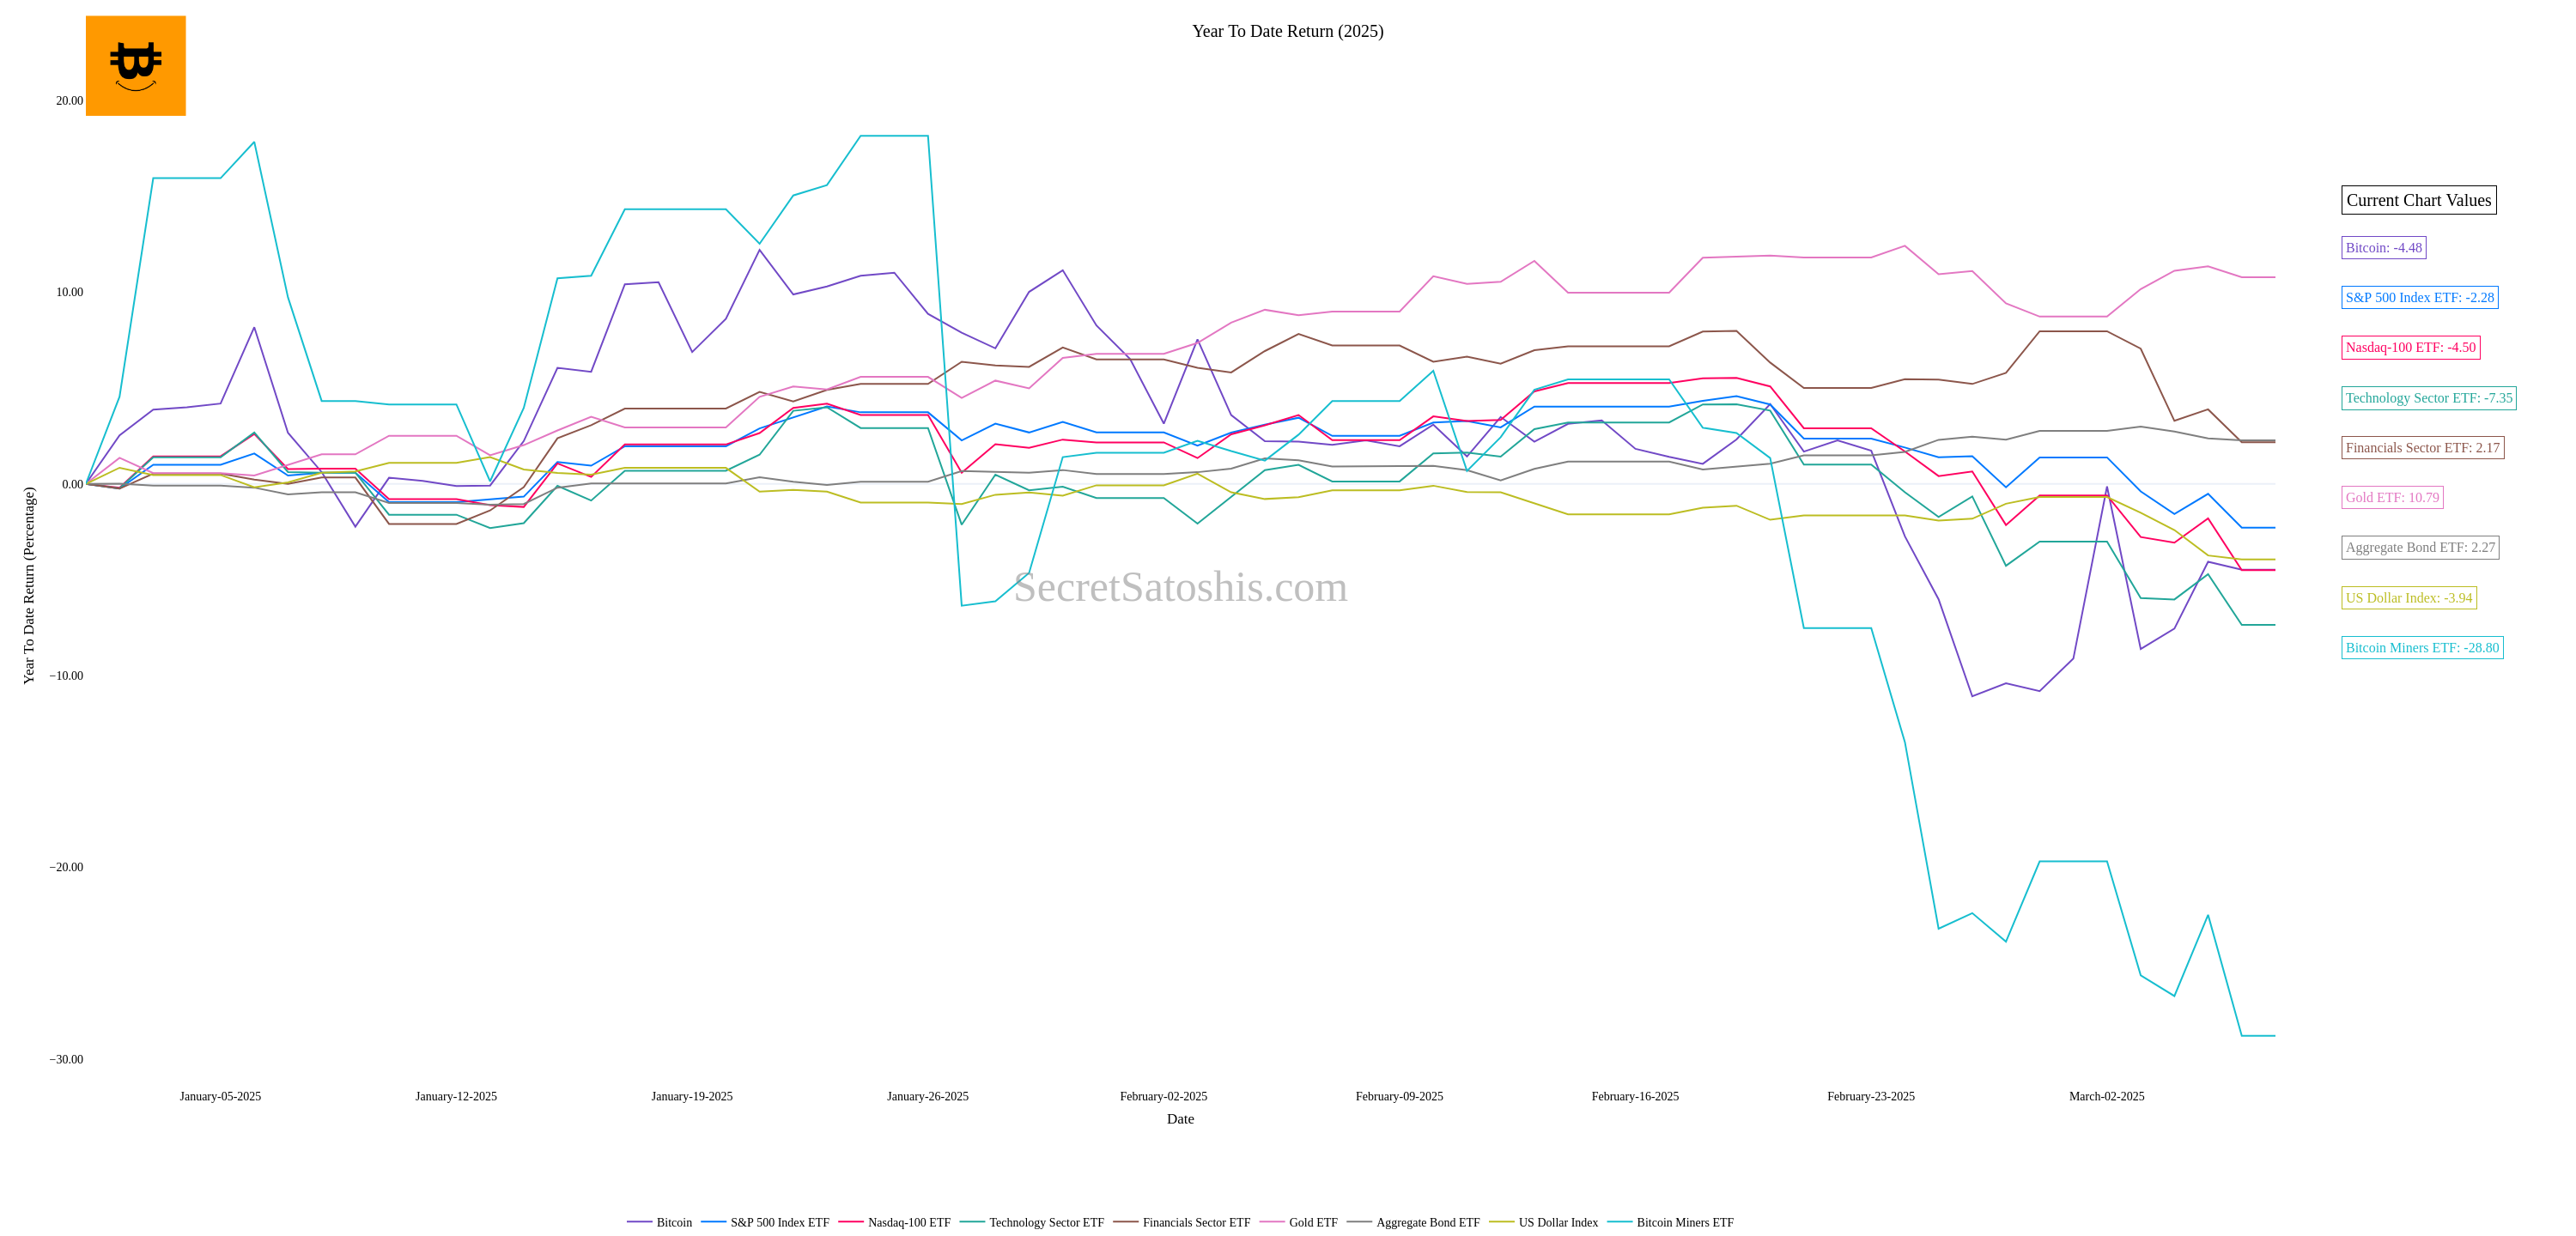 Year To Date Return (2025)
20.00
10.00
0.00
−10.00
−20.00
−30.00
Year To Date Return (Percentage)
SecretSatoshis.com
Current Chart Values
Bitcoin: -4.48
S&P 500 Index ETF: -2.28
Nasdaq-100 ETF: -4.50
Technology Sector ETF: -7.35
Financials Sector ETF: 2.17
Gold ETF: 10.79
Aggregate Bond ETF: 2.27
US Dollar Index: -3.94
Bitcoin Miners ETF: -28.80
January-05-2025 January-12-2025 January-19-2025 January-26-2025 February-02-2025 February-09-2025 February-16-2025 February-23-2025 March-02-2025
Date
Bitcoin S&P 500 Index ETF Nasdaq-100 ETF Technology Sector ETF Financials Sector ETF Gold ETF Aggregate Bond ETF US Dollar Index Bitcoin Miners ETF